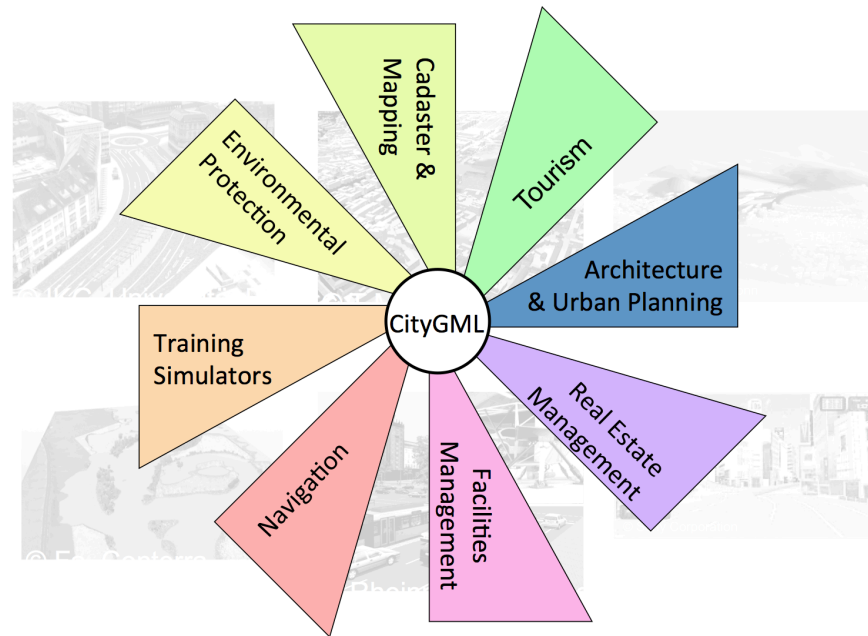 Cadaster &
Mapping
Tourism
Environmental
Protection
Architecture
& Urban Planning
CityGML
Training
Simulators
Real Estate
Management
Navigation
Facilities
Management